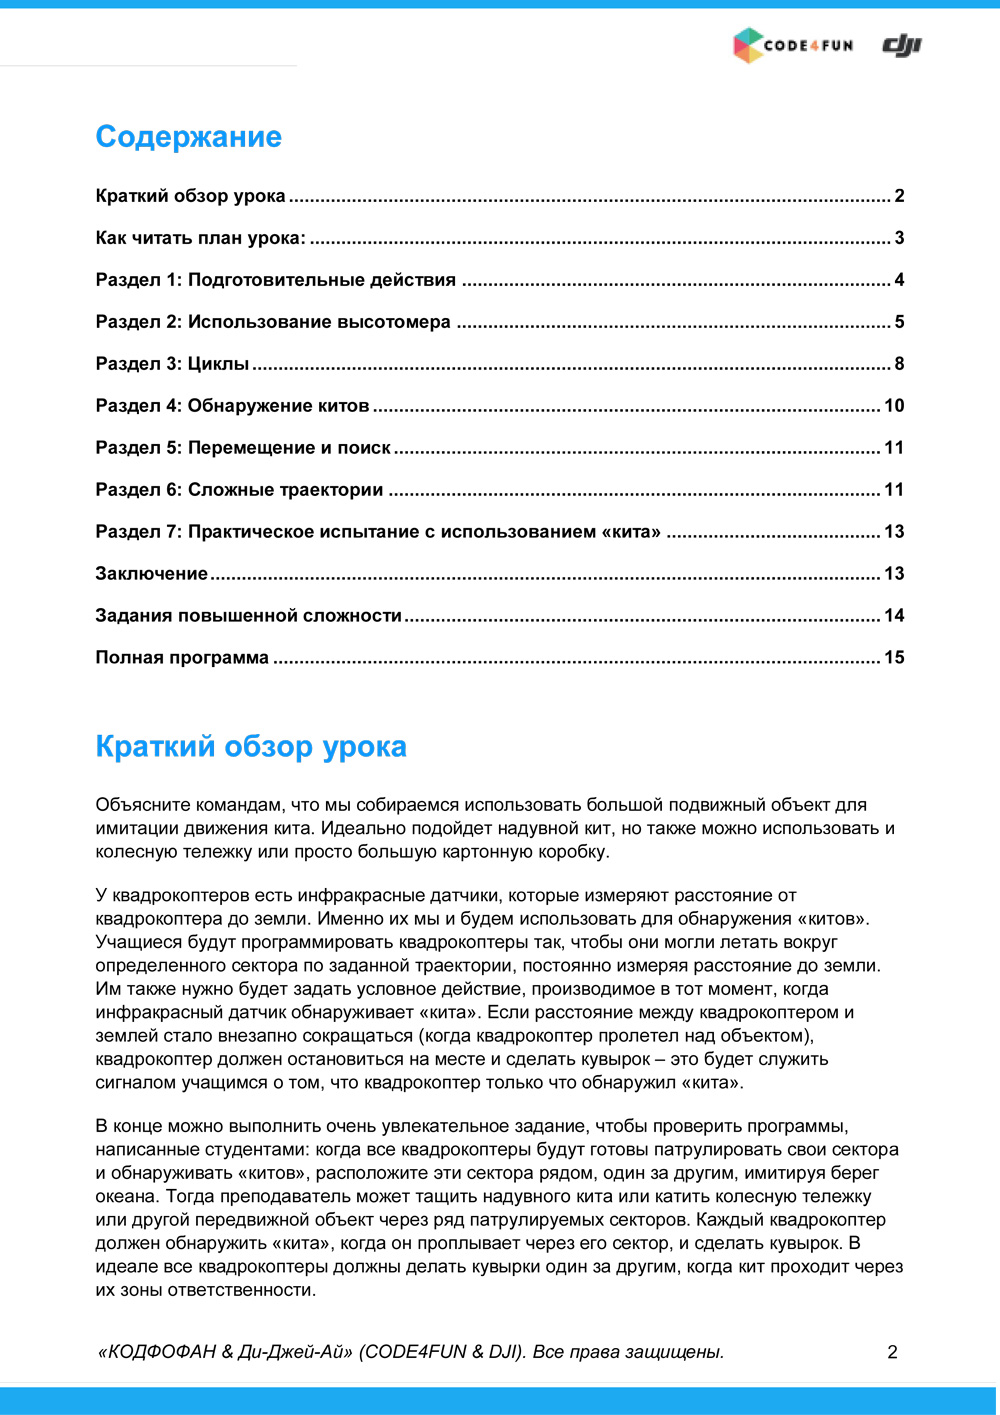 CODE4FUN dji
Содержание
Краткий обзор урока ........ 2
Как читать план урока: ........ 3
Раздел 1: Подготовительные действия ........ 4
Раздел 2: Использование высотомера ........ 5
Раздел 3: Циклы ........ 8
Раздел 4: Обнаружение китов ........ 10
Раздел 5: Перемещение и поиск ........ 11
Раздел 6: Сложные траектории ........ 11
Раздел 7: Практическое испытание с использованием «кита» ........ 13
Заключение ........ 13
Задания повышенной сложности ........ 14
Полная программа ........ 15
Краткий обзор урока
Объясните командам, что мы собираемся использовать большой подвижный объект для
имитации движения кита. Идеально подойдет надувной кит, но также можно использовать и
колесную тележку или просто большую картонную коробку.
У квадрокоптеров есть инфракрасные датчики, которые измеряют расстояние от
квадрокоптера до земли. Именно их мы и будем использовать для обнаружения «китов».
Учащиеся будут программировать квадрокоптеры так, чтобы они могли летать вокруг
определенного сектора по заданной траектории, постоянно измеряя расстояние до земли.
Им также нужно будет задать условное действие, производимое в тот момент, когда
инфракрасный датчик обнаруживает «кита». Если расстояние между квадрокоптером и
землей стало внезапно сокращаться (когда квадрокоптер пролетел над объектом),
квадрокоптер должен остановиться на месте и сделать кувырок – это будет служить
сигналом учащимся о том, что квадрокоптер только что обнаружил «кита».
В конце можно выполнить очень увлекательное задание, чтобы проверить программы,
написанные студентами: когда все квадрокоптеры будут готовы патрулировать свои сектора
и обнаруживать «китов», расположите эти сектора рядом, один за другим, имитируя берег
океана. Тогда преподаватель может тащить надувного кита или катить колесную тележку
или другой передвижной объект через ряд патрулируемых секторов. Каждый квадрокоптер
должен обнаружить «кита», когда он проплывает через его сектор, и сделать кувырок. В
идеале все квадрокоптеры должны делать кувырки один за другим, когда кит проходит через
их зоны ответственности.
«КОДФОФАН & Ди-Джей-Ай» (CODE4FUN & DJI). Все права защищены. 2